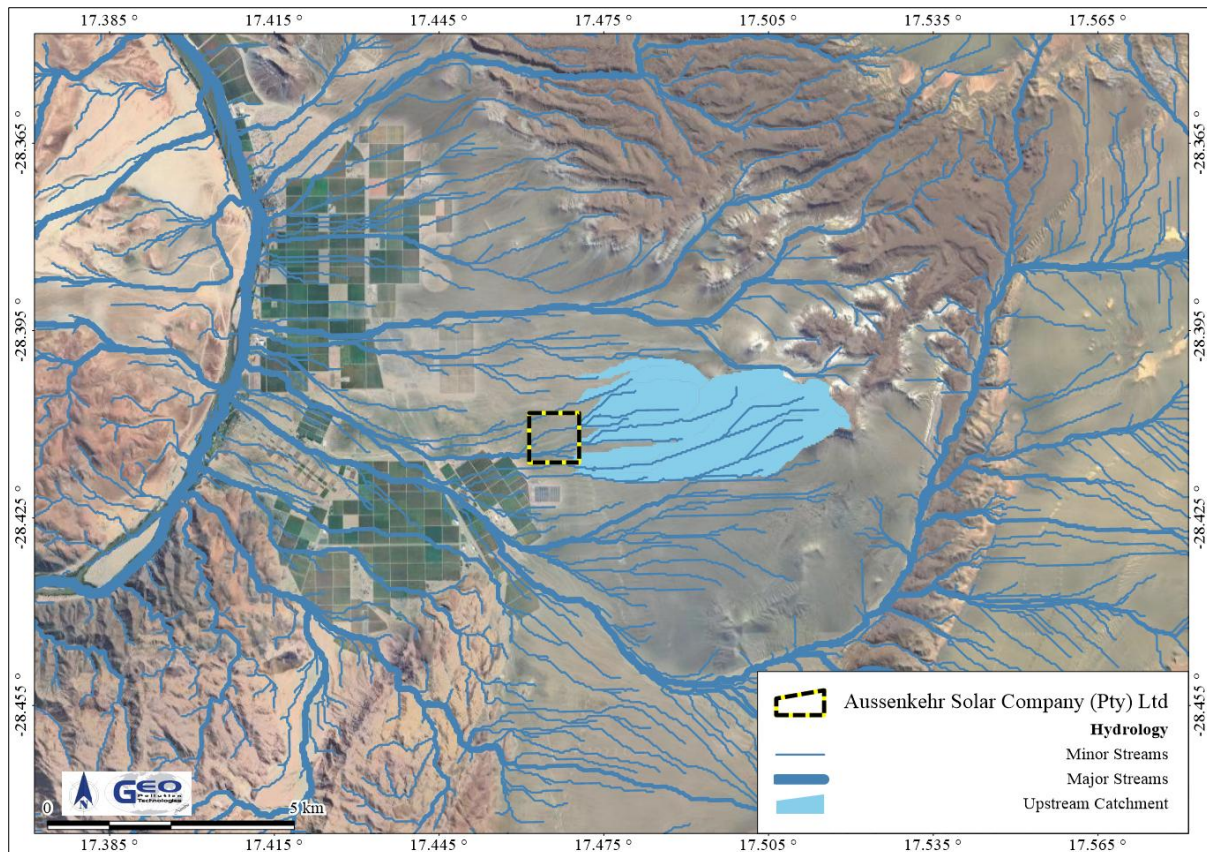 17.385 ° 17.415 ° 17.445 ° 17.475 ° 17.505 ° 17.535 ° 17.565 °
-28.365 ° -28.365 °
-28.395 ° -28.395 °
-28.425 ° -28.425 °
-28.455 ° -28.455 °
Aussenkehr Solar Company (Pty) Ltd
Hydrology
Minor Streams
Major Streams
Upstream Catchment
N
GEO
Pollution
Technologies
0 5 km
17.385 ° 17.415 ° 17.445 ° 17.475 ° 17.505 ° 17.535 ° 17.565 °